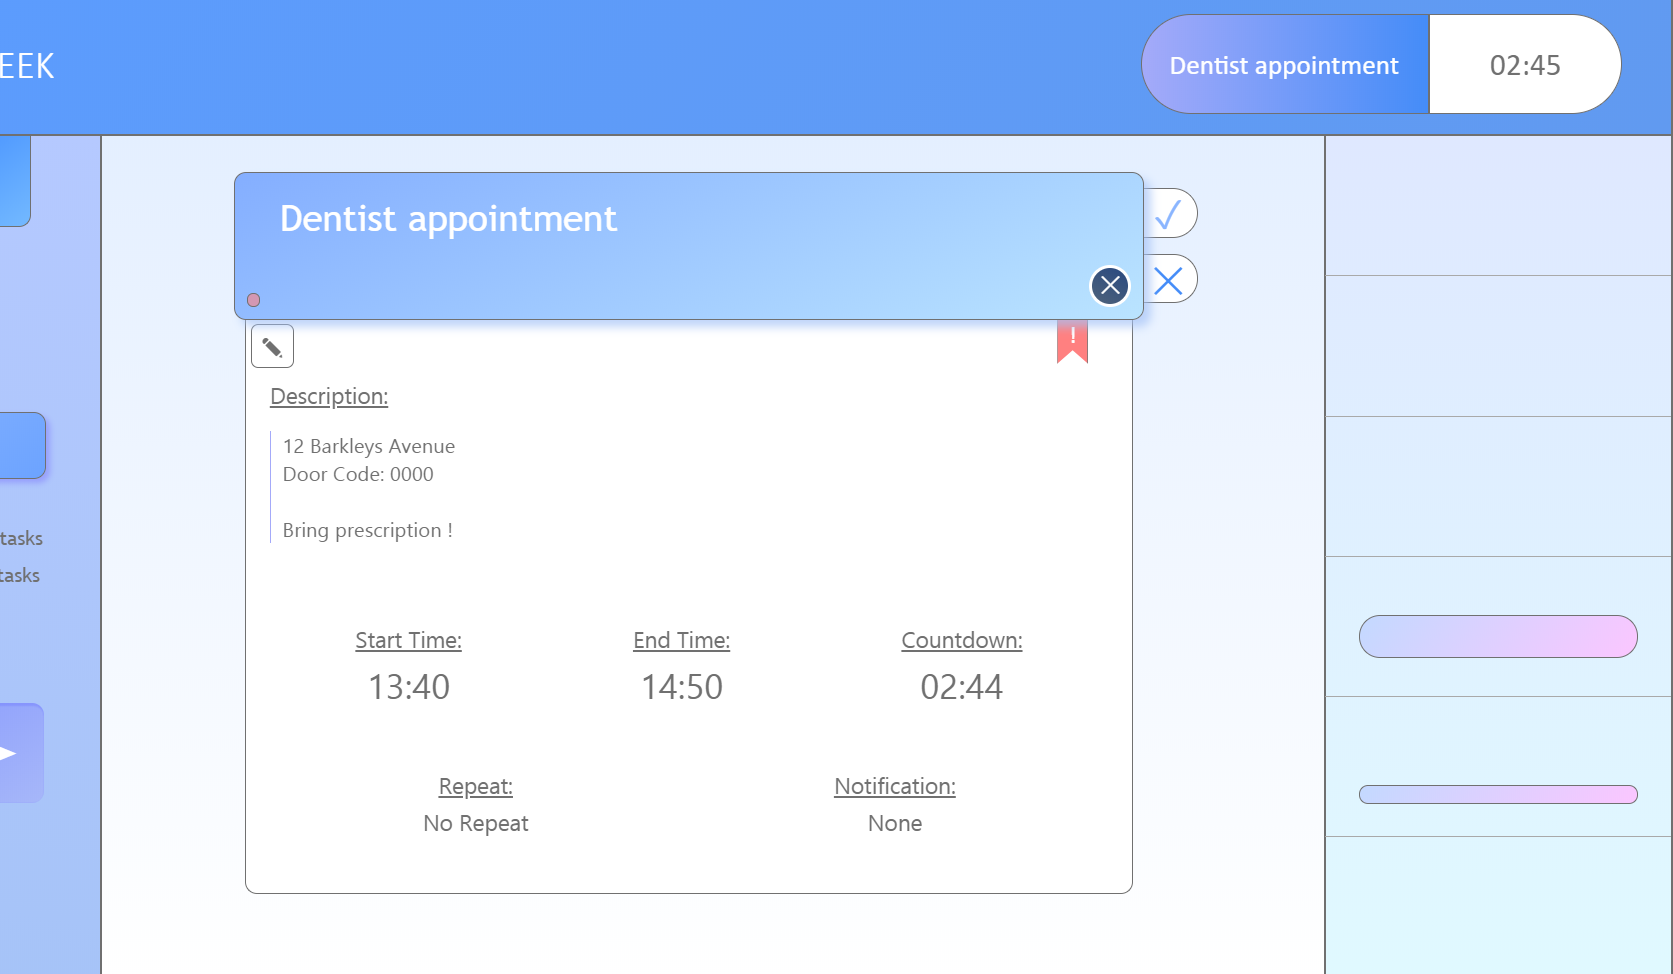 EEK
Dentist appointment
02:45
Dentist appointment
!
Description:
12 Barkleys Avenue
Door Code: 0000
Bring prescription !
tasks
tasks
Start Time:
End Time:
Countdown:
13:40
14:50
02:44
Repeat:
Notification:
No Repeat
None